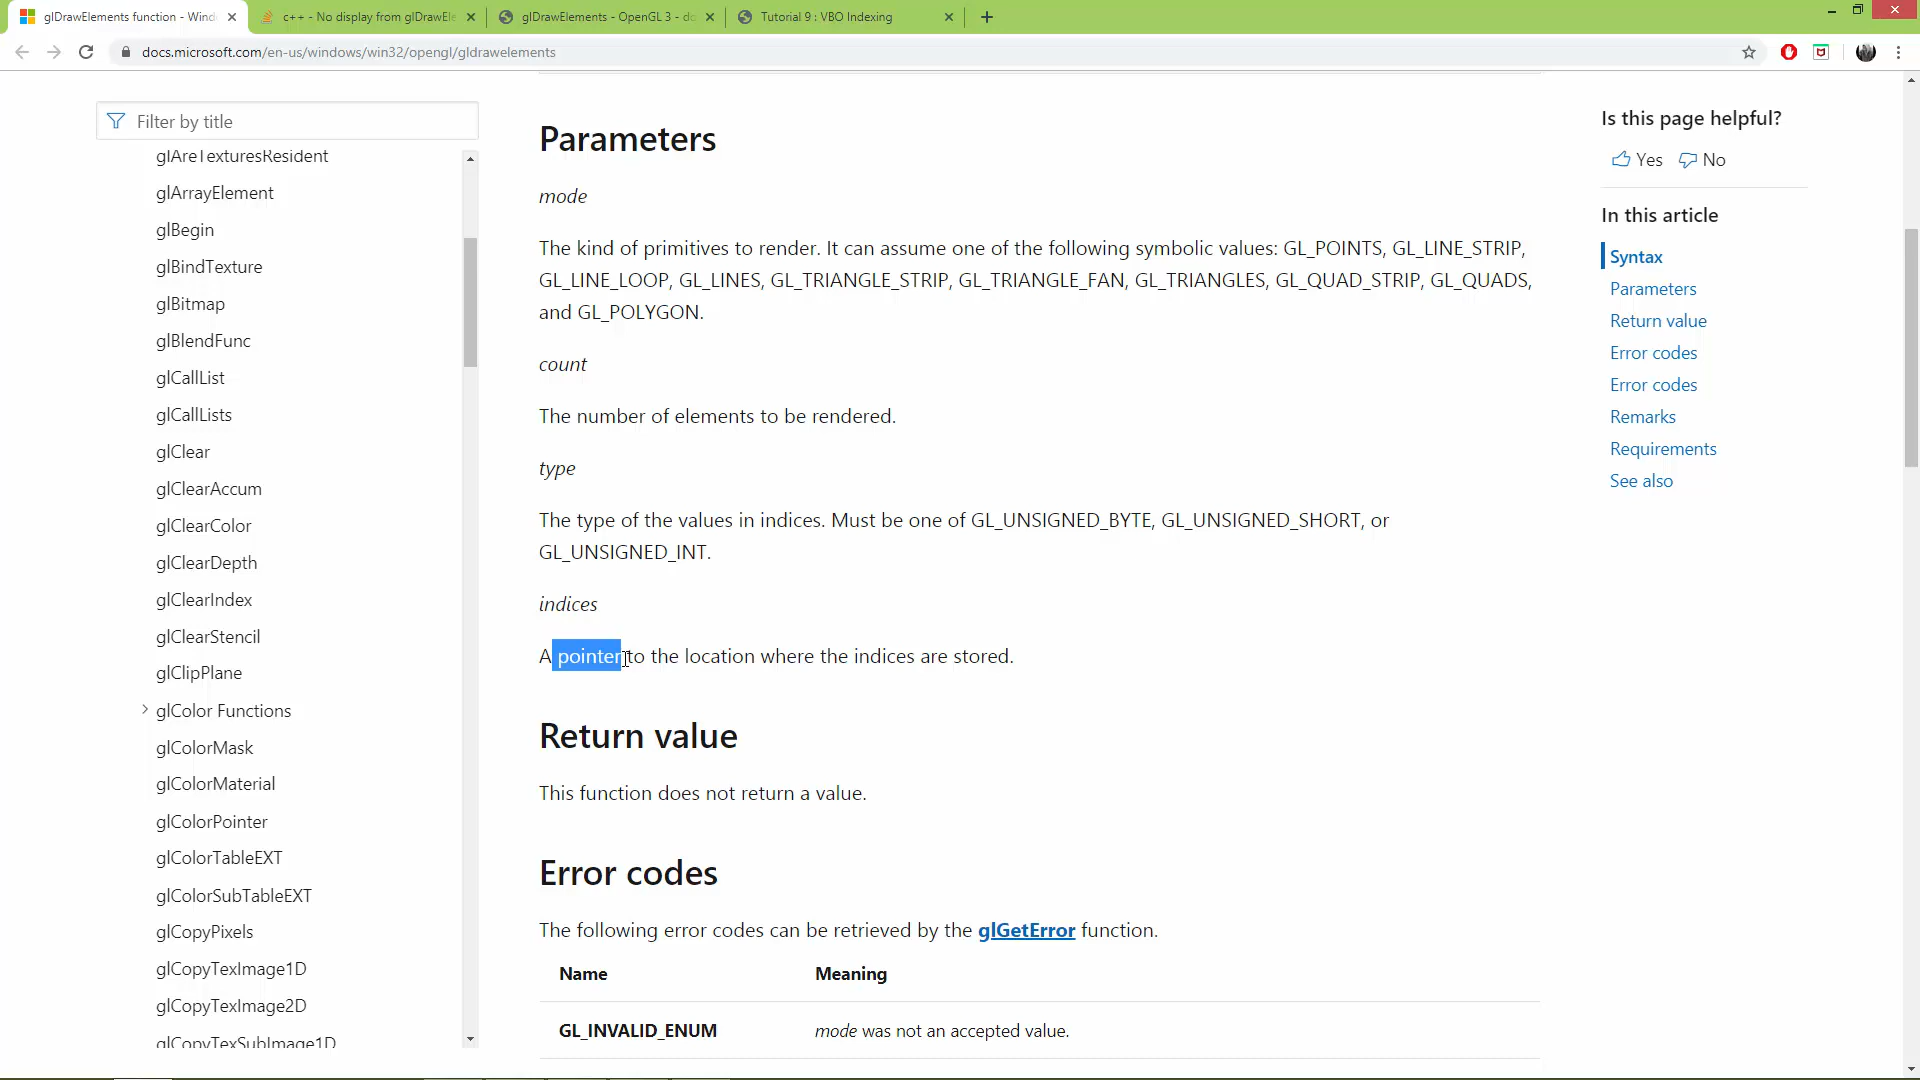 glDrawElements function - Wind
c++ - No display from glDrawEle
glDrawElements - OpenGL 3 - do
Tutorial 9 : VBO Indexing
docs.microsoft.com/en-us/windows/win32/opengl/gldrawelements
Filter by title
glAreTexturesResident
glArrayElement
glBegin
glBindTexture
glBitmap
glBlendFunc
glCallList
glCallLists
glClear
glClearAccum
glClearColor
glClearDepth
glClearIndex
glClearStencil
glClipPlane
glColor Functions
glColorMask
glColorMaterial
glColorPointer
glColorTableEXT
glColorSubTableEXT
glCopyPixels
glCopyTexImage1D
glCopyTexImage2D
glCopyTexSubImage1D
Parameters
mode
The kind of primitives to render. It can assume one of the following symbolic values: GL_POINTS, GL_LINE_STRIP,
GL_LINE_LOOP, GL_LINES, GL_TRIANGLE_STRIP, GL_TRIANGLE_FAN, GL_TRIANGLES, GL_QUAD_STRIP, GL_QUADS,
and GL_POLYGON.
count
The number of elements to be rendered.
type
The type of the values in indices. Must be one of GL_UNSIGNED_BYTE, GL_UNSIGNED_SHORT, or
GL_UNSIGNED_INT.
indices
A pointer to the location where the indices are stored.
Return value
This function does not return a value.
Error codes
The following error codes can be retrieved by the glGetError function.
Name Meaning
GL_INVALID_ENUM mode was not an accepted value.
Is this page helpful?
Yes No
In this article
Syntax
Parameters
Return value
Error codes
Error codes
Remarks
Requirements
See also